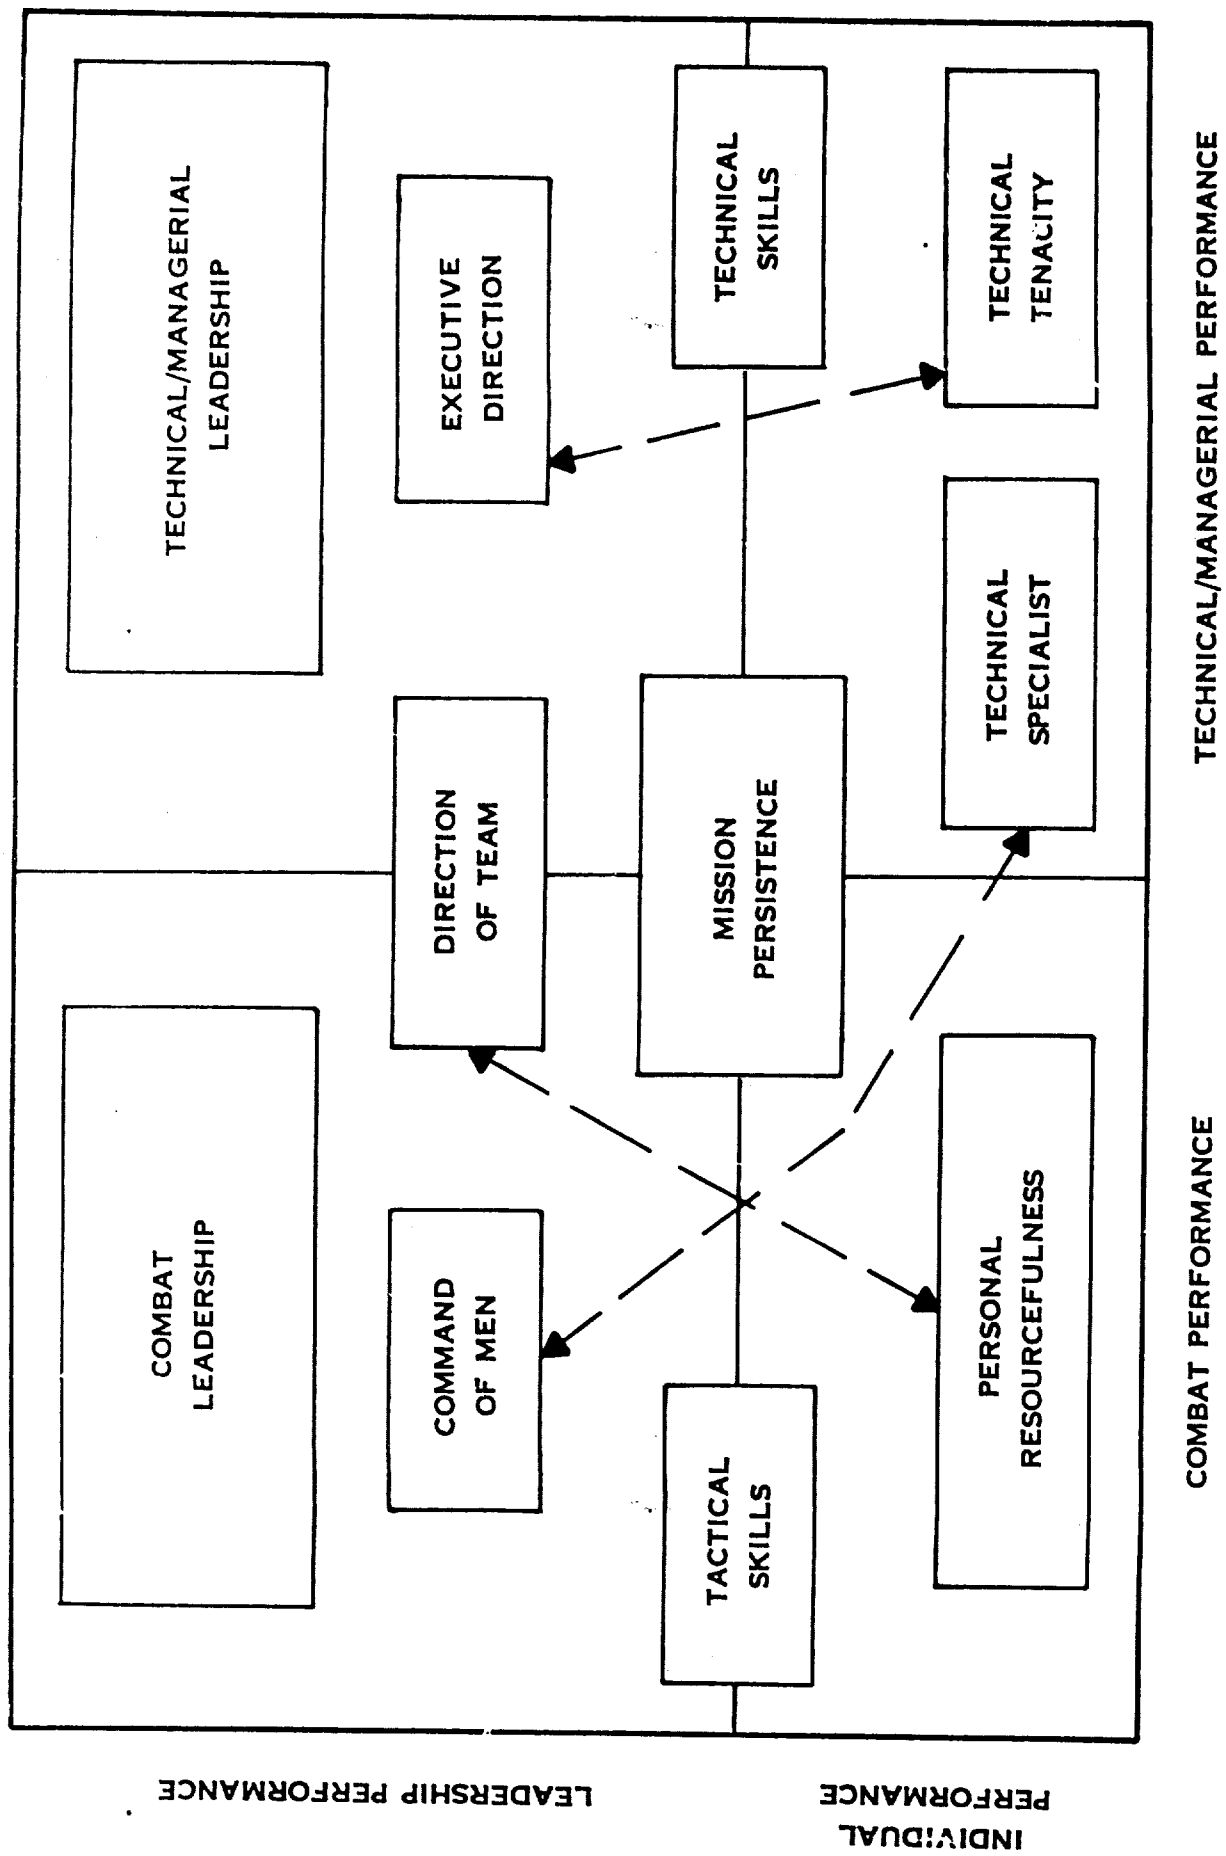 COMBAT
LEADERSHIP
TECHNICAL/MANAGERIAL
LEADERSHIP
COMMAND
OF MEN
DIRECTION
OF TEAM
EXECUTIVE
DIRECTION
TACTICAL
SKILLS
MISSION
PERSISTENCE
TECHNICAL
SKILLS
PERSONAL
RESOURCEFULNESS
TECHNICAL
SPECIALIST
TECHNICAL
TENACITY
LEADERSHIP PERFORMANCE
INDIVIDUAL
PERFORMANCE
COMBAT PERFORMANCE
TECHNICAL/MANAGERIAL PERFORMANCE